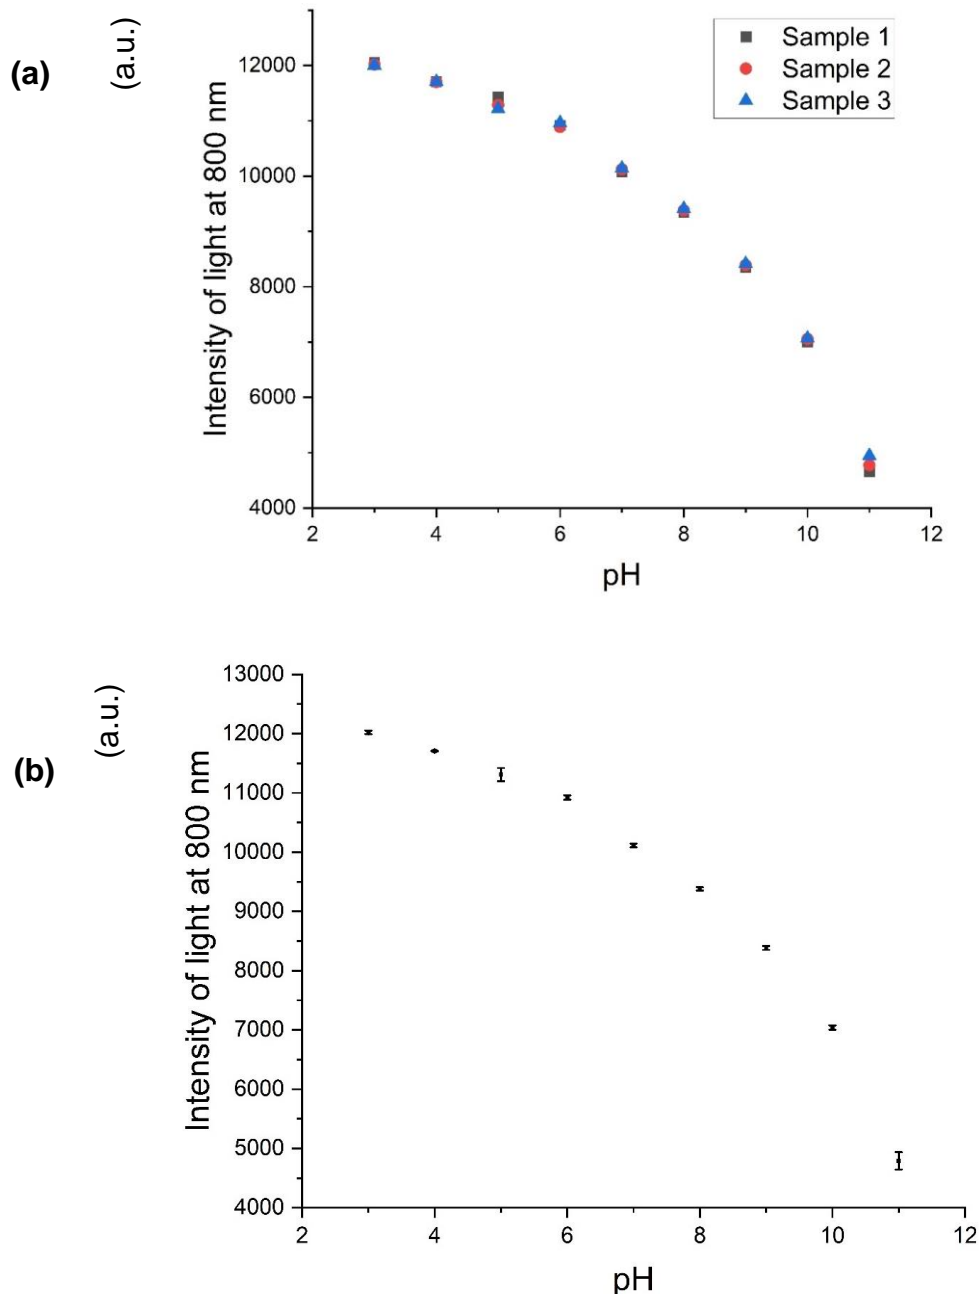 (a)
(a.u.)
Intensity of light at 800 nm
12000
10000
8000
6000
4000
2
4
6
8
10
12
pH
Sample 1
Sample 2
Sample 3
(b)
(a.u.)
Intensity of light at 800 nm
13000
12000
11000
10000
9000
8000
7000
6000
5000
4000
2
4
6
8
10
12
pH